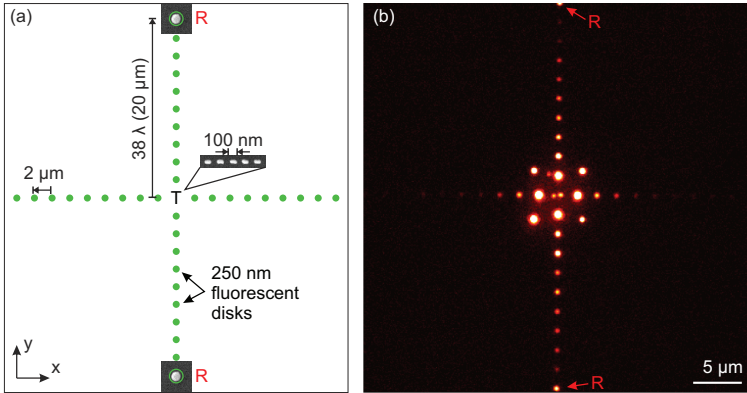 (a)
R
38 λ (20 μm)
100 nm
2 μm
T
250 nm
fluorescent
disks
y
x
R
(b)
R
5 μm
R